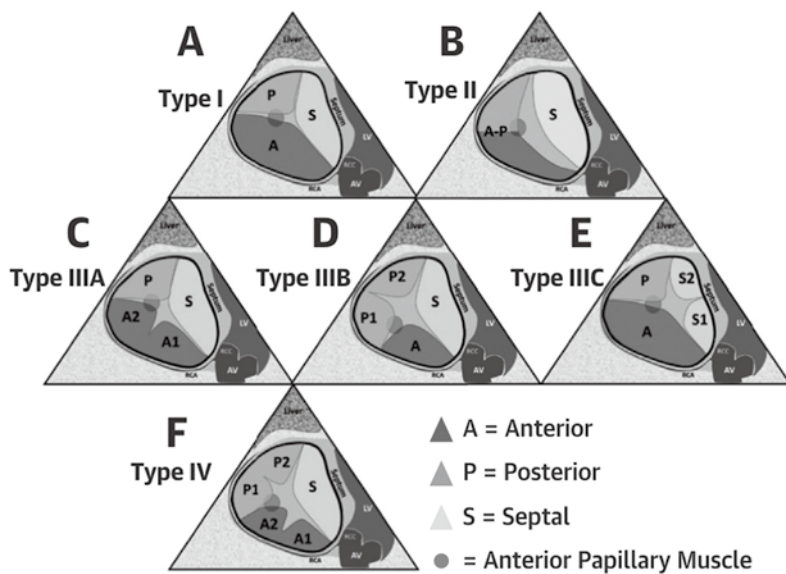 A
Type I
Liver
P
S
A
Septum
LV
RCC
AV
RCA
B
Type II
Liver
A-P
S
Septum
LV
RCC
AV
RCA
C
Type IIIA
Liver
P
S
A2
A1
Septum
LV
RCC
AV
RCA
D
Type IIIB
Liver
P2
P1
S
A
Septum
LV
RCC
AV
RCA
E
Type IIIC
Liver
P
S2
S1
A
Septum
LV
RCC
AV
RCA
F
Type IV
Liver
P2
P1
S
A2
A1
Septum
LV
RCC
AV
RCA
A = Anterior
P = Posterior
S = Septal
= Anterior Papillary Muscle